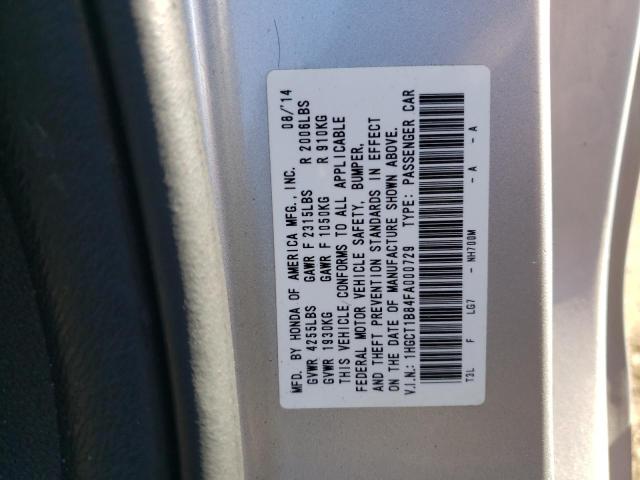 MFD. BY HONDA OF AMERICA MFG., INC. 08/'14
GVWR 4255LBS GAWR F 2315LBS R 2006LBS
GVWR 1930KG GAWR F 1050KG R 910KG
THIS VEHICLE CONFORMS TO ALL APPLICABLE
FEDERAL MOTOR VEHICLE SAFETY, BUMPER,
AND THEFT PREVENTION STANDARDS IN EFFECT
ON THE DATE OF MANUFACTURE SHOWN ABOVE.
V.I.N.: 1HGCT1B84FA000729 TYPE: PASSENGER CAR
T3L F LG7 - NH700M - A - A